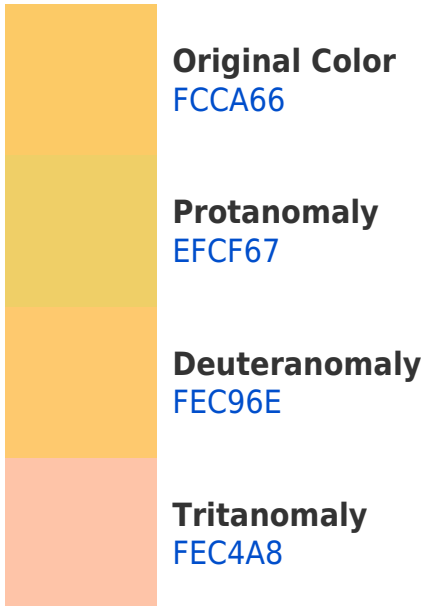 Original Color
FCCA66
Protanomaly
EFCF67
Deuteranomaly
FEC96E
Tritanomaly
FEC4A8